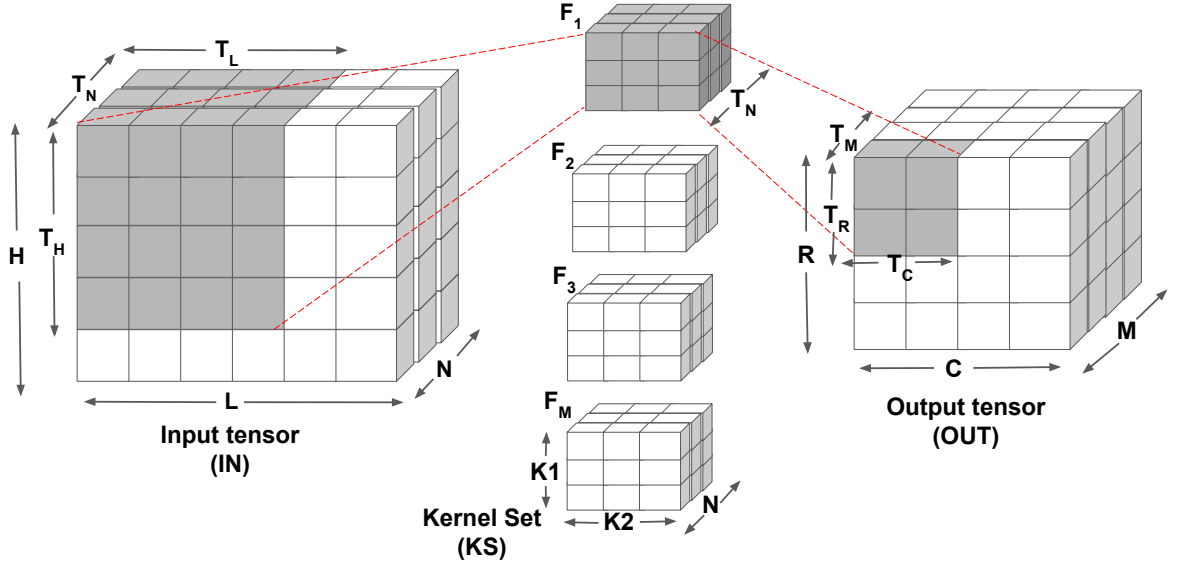 T_L
T_N
H
T_H
N
L
Input tensor
(IN)
F_1
T_N
F_2
F_3
F_M
K1
K2
N
Kernel Set
(KS)
T_M
T_R
R
T_C
C
M
Output tensor
(OUT)